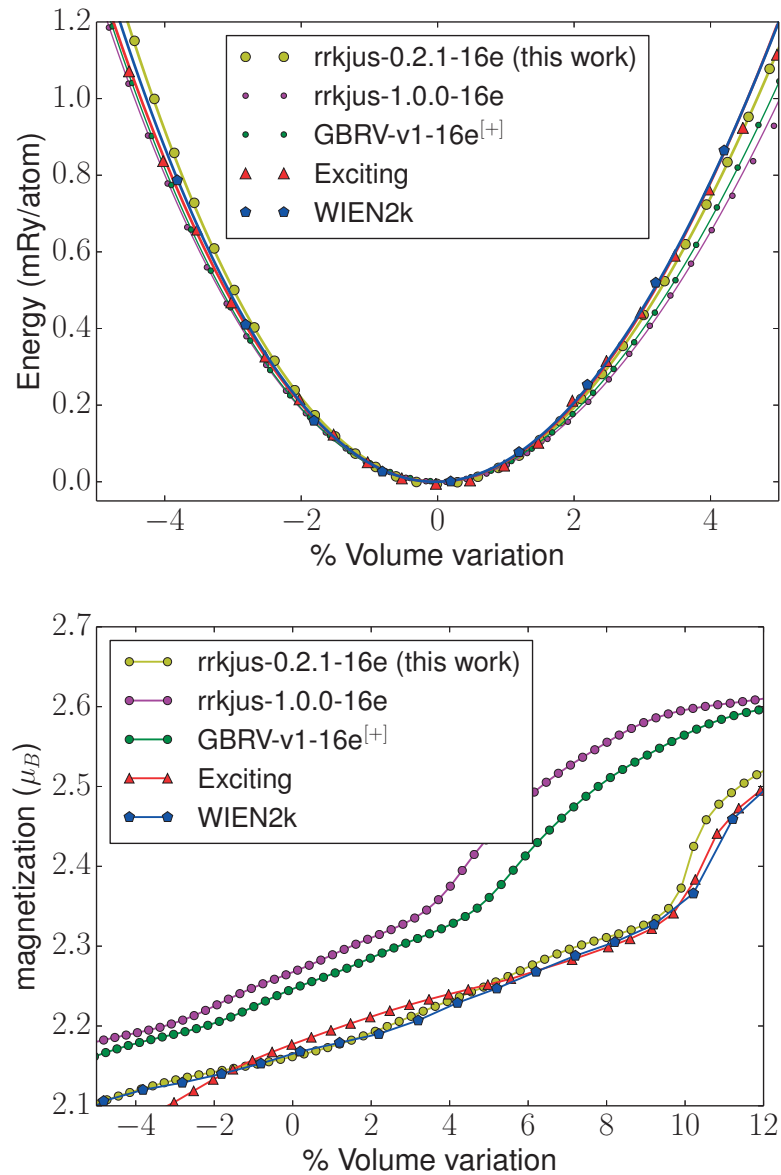 1.2
1.0
0.8
0.6
0.4
0.2
0.0
Energy (mRy/atom)
rrkjus-0.2.1-16e (this work)
rrkjus-1.0.0-16e
GBRV-v1-16e[+]
Exciting
WIEN2k
−4 −2 0 2 4
% Volume variation
2.7
2.6
2.5
2.4
2.3
2.2
2.1
magnetization (μB)
rrkjus-0.2.1-16e (this work)
rrkjus-1.0.0-16e
GBRV-v1-16e[+]
Exciting
WIEN2k
−4 −2 0 2 4 6 8 10 12
% Volume variation